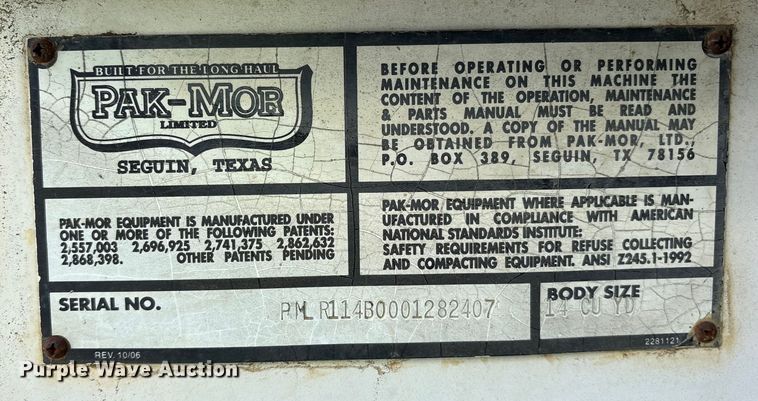 BUILT FOR THE LONG HAUL
PAK-MOR
LIMITED
SEGUIN, TEXAS
BEFORE OPERATING OR PERFORMING
MAINTENANCE ON THIS MACHINE THE
CONTENT OF THE OPERATION, MAINTENANCE
& PARTS MANUAL MUST BE READ AND
UNDERSTOOD. A COPY OF THE MANUAL MAY
BE OBTAINED FROM PAK-MOR, LTD.,
P.O. BOX 389, SEGUIN, TX 78156
PAK-MOR EQUIPMENT IS MANUFACTURED UNDER
ONE OR MORE OF THE FOLLOWING PATENTS:
2,557,003 2,696,925 2,741,375 2,862,632
2,868,398. OTHER PATENTS PENDING
PAK-MOR EQUIPMENT WHERE APPLICABLE IS MAN-
UFACTURED IN COMPLIANCE WITH AMERICAN
NATIONAL STANDARDS INSTITUTE:
SAFETY REQUIREMENTS FOR REFUSE COLLECTING
AND COMPACTING EQUIPMENT. ANSI Z245.1-1992
SERIAL NO.
PML R114B0001282407
BODY SIZE
14 CU YD
REV. 10/06
2281121
Purple Wave Auction